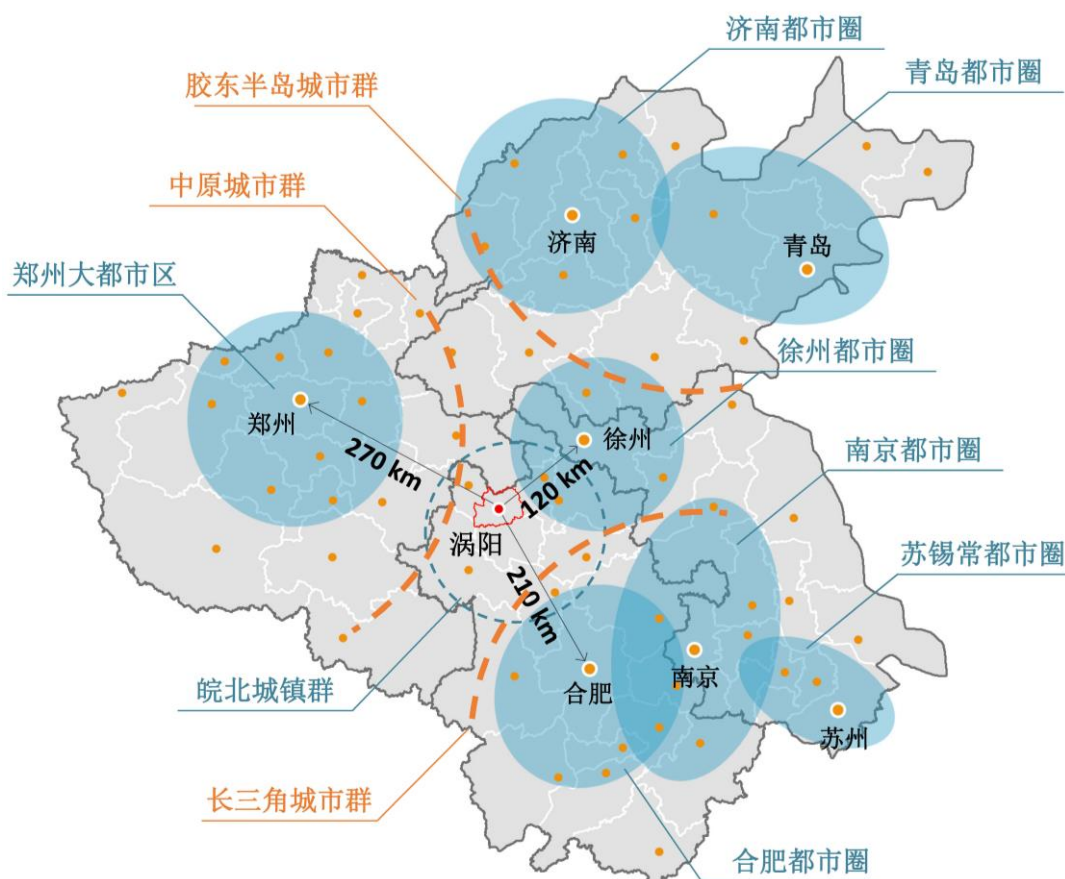 济南都市圈
青岛都市圈
胶东半岛城市群
中原城市群
郑州大都市区
济南
青岛
徐州都市圈
郑州
徐州
270 km
120 km
南京都市圈
涡阳
苏锡常都市圈
210 km
皖北城镇群
合肥
南京
苏州
长三角城市群
合肥都市圈